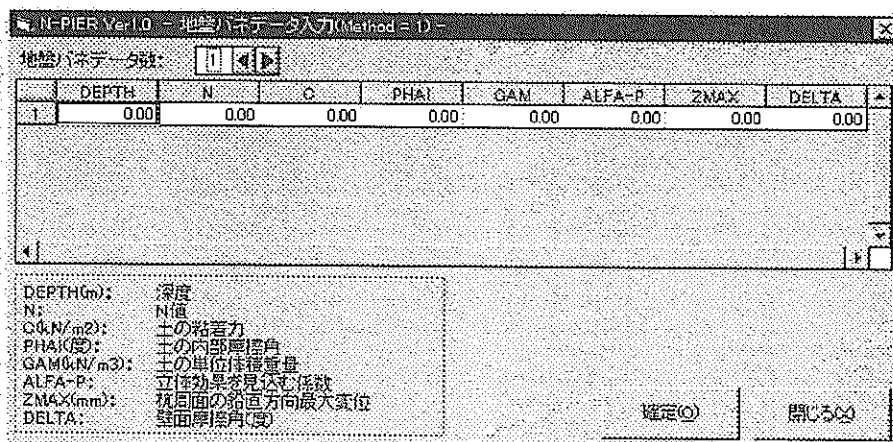 N-PIER Ver1.0 - 地盤バネデータ入力(Method = 1) -
地盤バネデータ数: 1
DEPTH N C PHAI GAM ALFA-P ZMAX DELTA
1 0.00 0.00 0.00 0.00 0.00 0.00 0.00 0.00
DEPTH(m): 深度
N: N値
C(kN/m2): 土の粘着力
PHAI(度): 土の内部摩擦角
GAM(kN/m3): 土の単位体積重量
ALFA-P: 立体効果を見込む係数
ZMAX(mm): 杭周面の鉛直方向最大変位
DELTA: 壁面摩擦角(度)
確定(O) 閉じる(X)